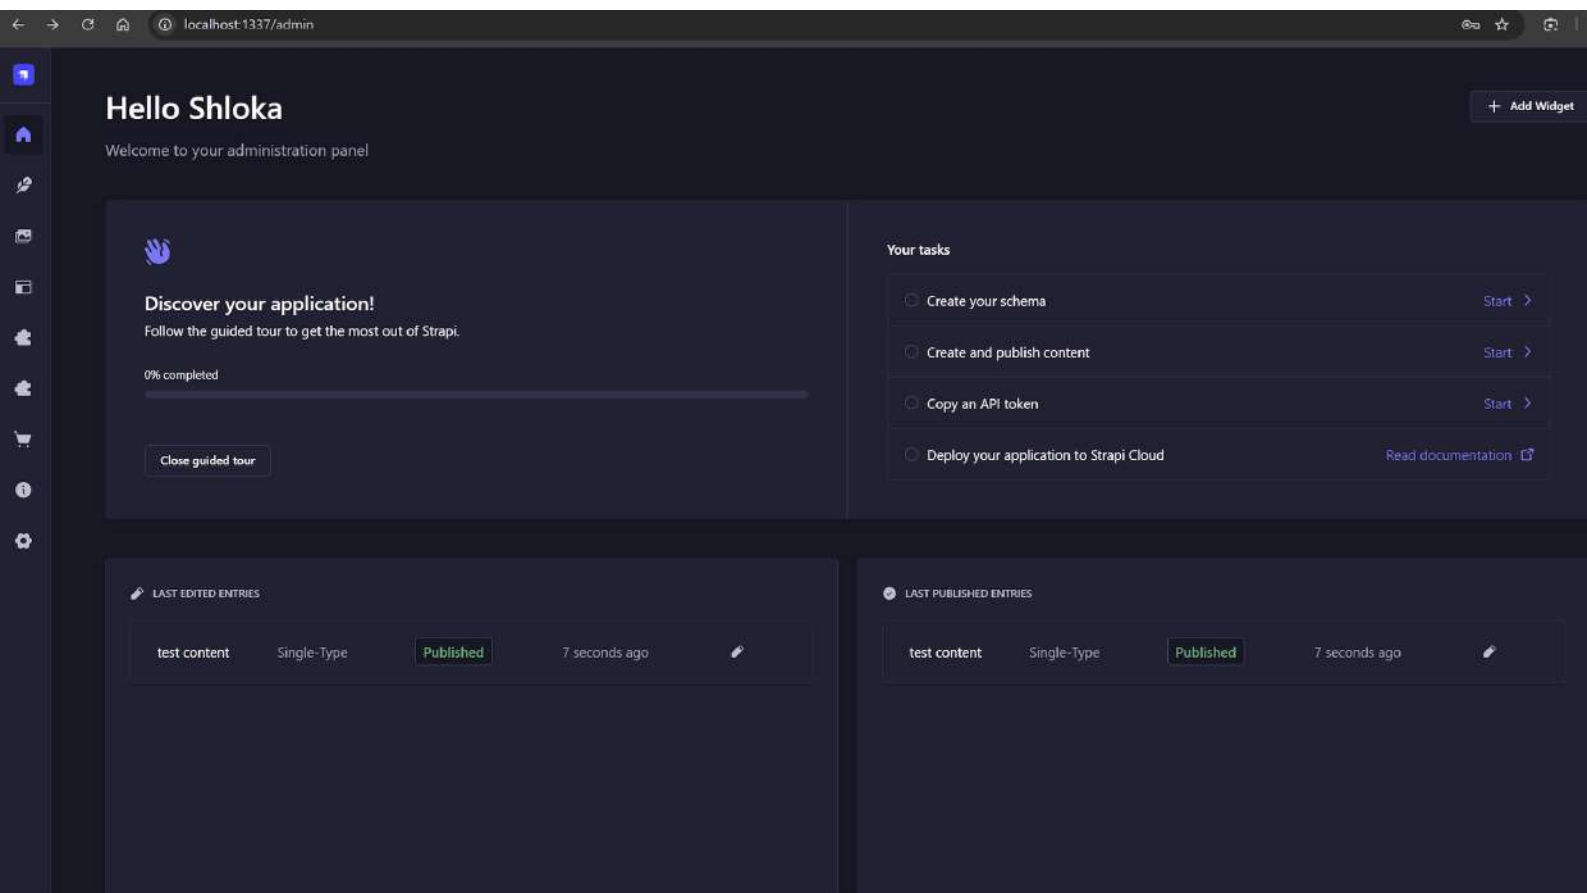 localhost:1337/admin
Hello Shloka
Add Widget
Welcome to your administration panel
Discover your application!
Follow the guided tour to get the most out of Strapi.
0% completed
Close guided tour
Your tasks
Create your schema Start
Create and publish content Start
Copy an API token Start
Deploy your application to Strapi Cloud Read documentation
LAST EDITED ENTRIES
test content Single-Type Published 7 seconds ago
LAST PUBLISHED ENTRIES
test content Single-Type Published 7 seconds ago